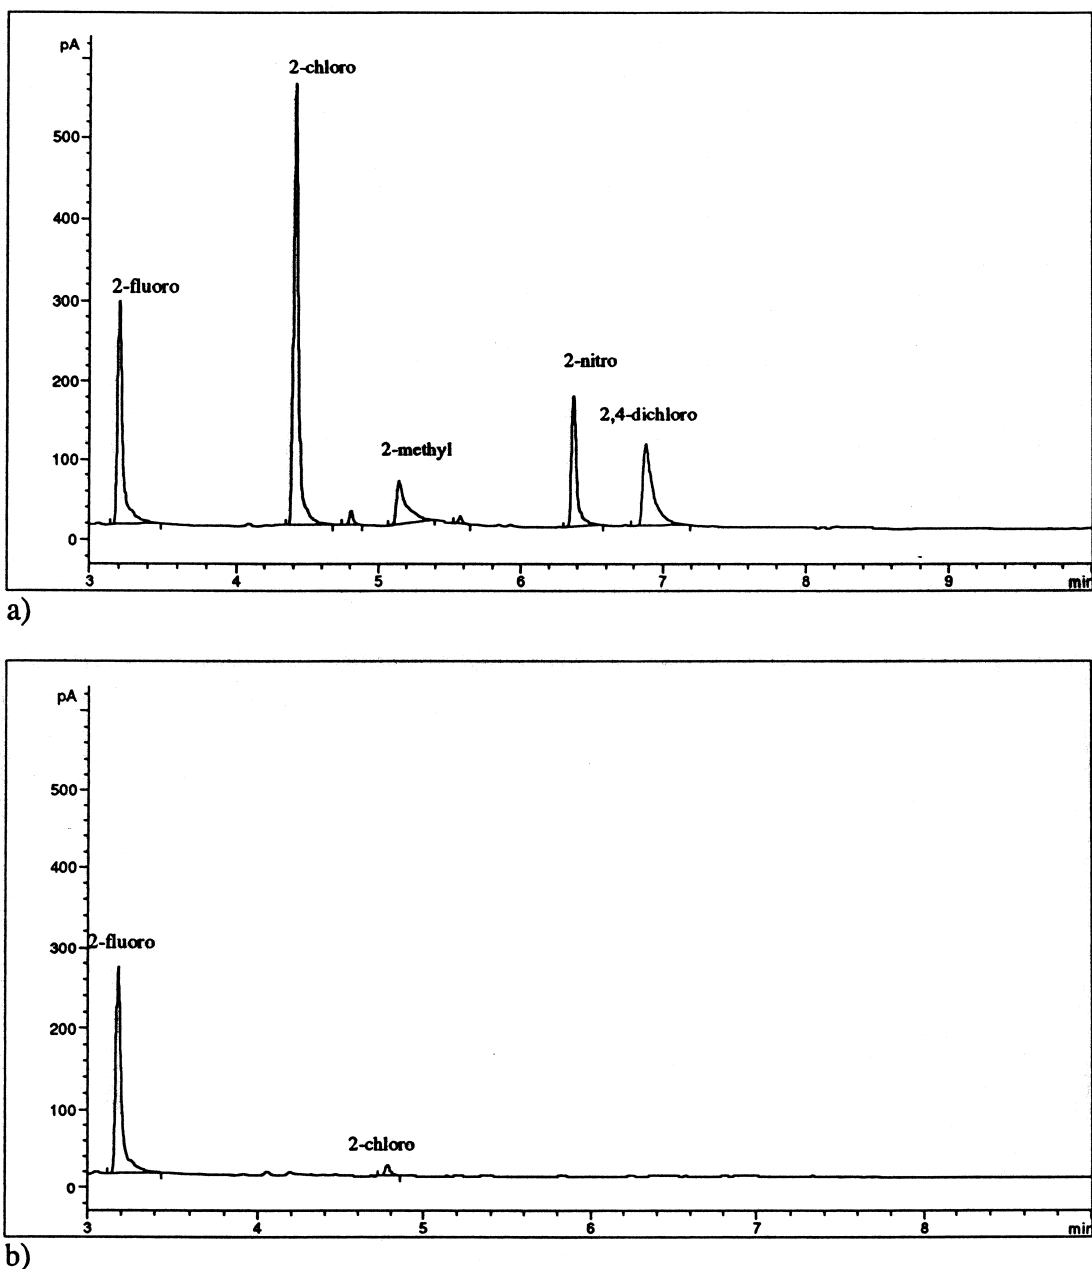 pA
2-chloro
500
400
2-fluoro
300
2-nitro
200
2,4-dichloro
2-methyl
100
0
3 4 5 6 7 8 9 min
a)
pA
500
400
300
2-fluoro
200
100
2-chloro
0
3 4 5 6 7 8 min
b)